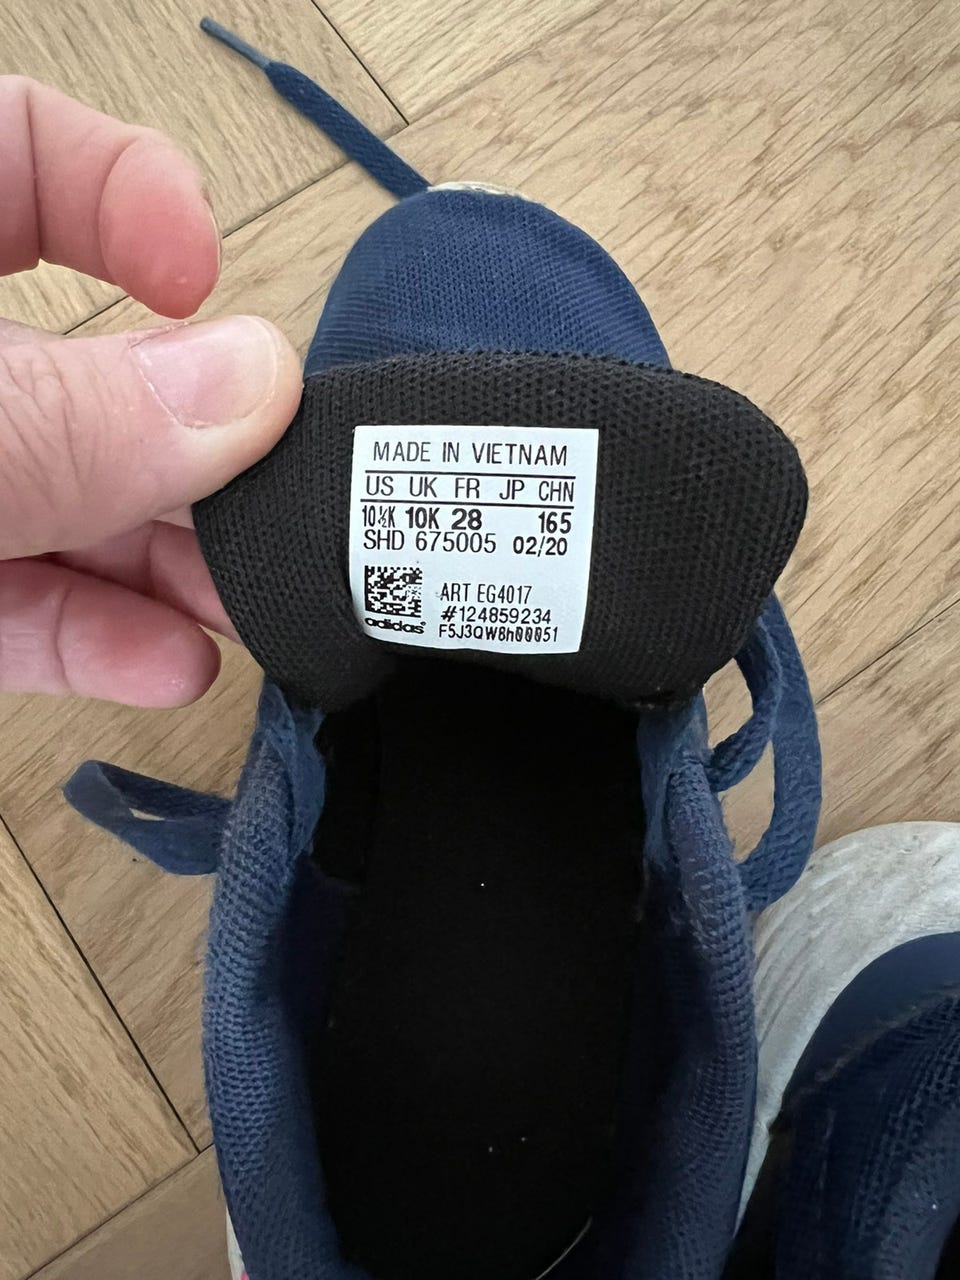 MADE IN VIETNAM
US UK FR JP CHN
10½K 10K 28 165
SHD 675005 02/20
ART EG4017
#124859234
adidas F5J3QW8h00051